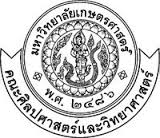 มหาวิทยาลัยเกษตรศาสตร์
พ.ศ. ๒๔๘๖
คณะศิลปศาสตร์และวิทยาศาสตร์